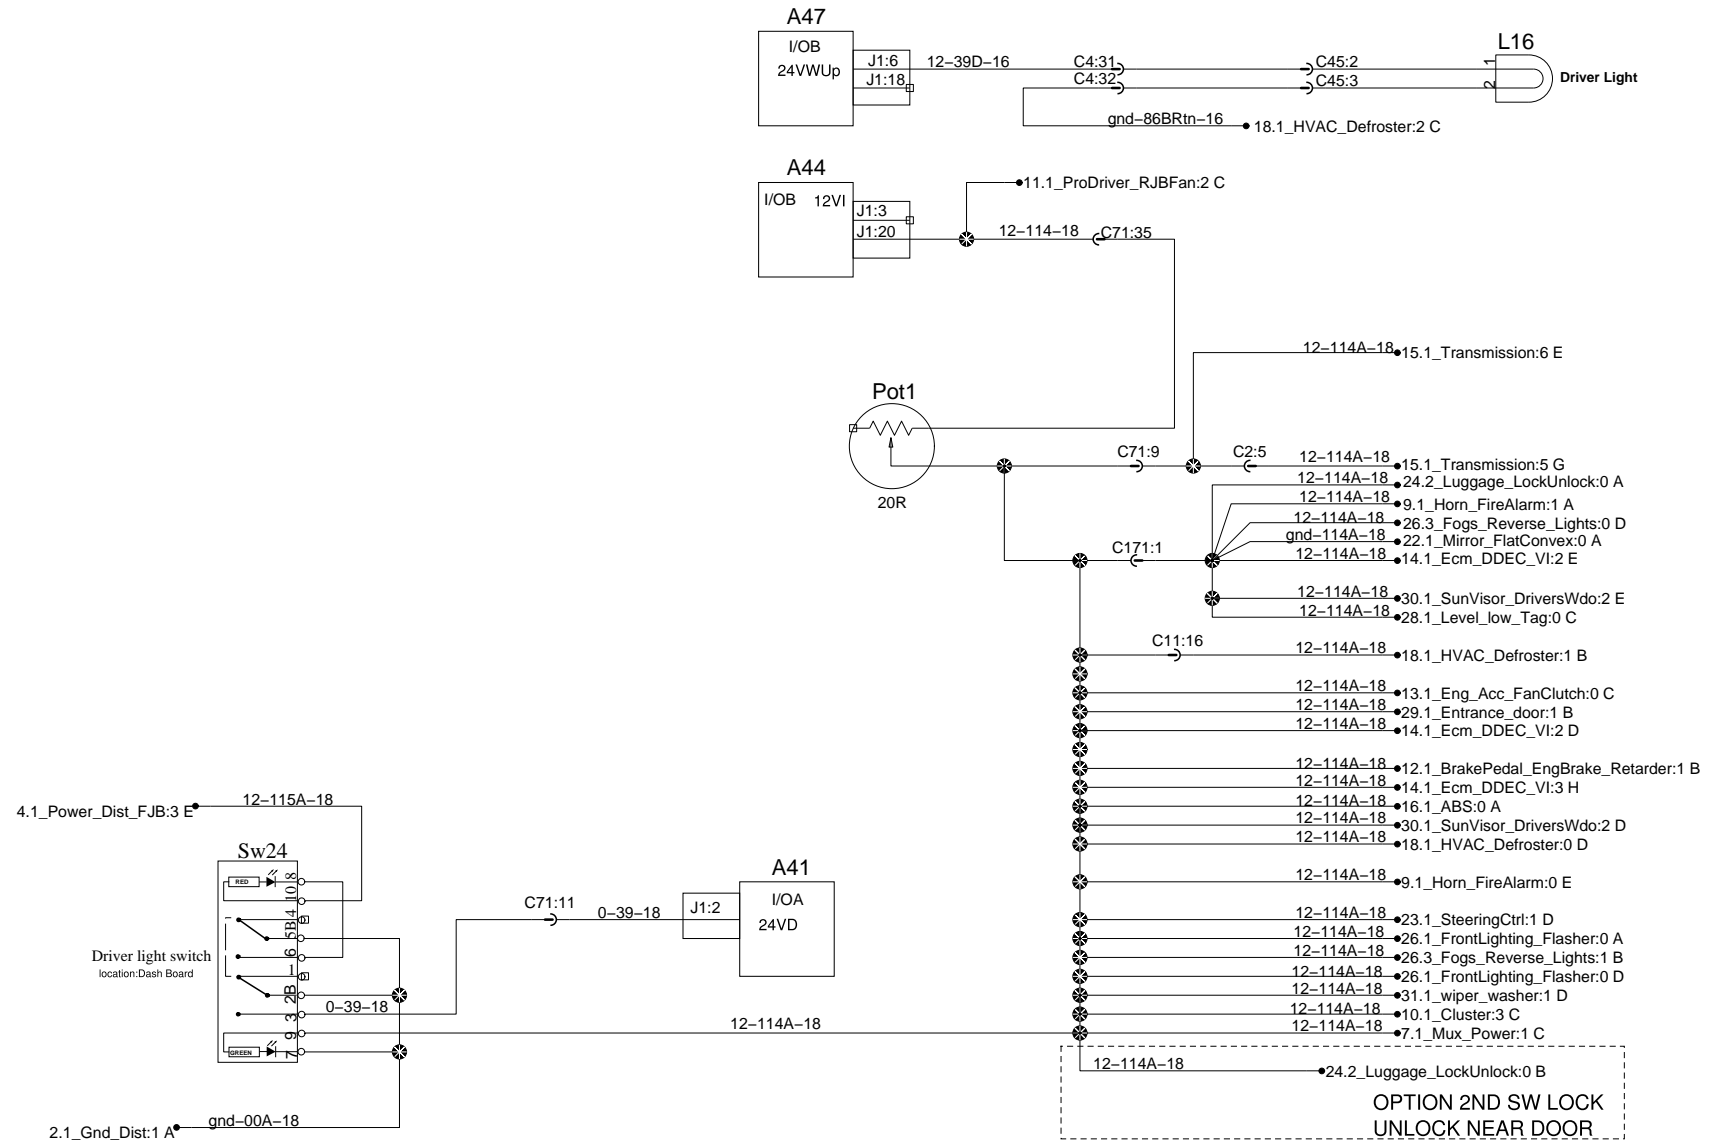 A47
I/OB
24VWUp
J1:6
J1:18
12–39D–16
C4:31
C4:32
C45:2
C45:3
L16
1
2
Driver Light
gnd–86BRtn–16
18.1_HVAC_Defroster:2 C
A44
I/OB 12VI
J1:3
J1:20
11.1_ProDriver_RJBFan:2 C
12–114–18
C71:35
12–114A–18
15.1_Transmission:6 E
Pot1
20R
C71:9
C2:5
12–114A–18
15.1_Transmission:5 G
12–114A–18
24.2_Luggage_LockUnlock:0 A
12–114A–18
9.1_Horn_FireAlarm:1 A
12–114A–18
26.3_Fogs_Reverse_Lights:0 D
gnd–114A–18
22.1_Mirror_FlatConvex:0 A
C171:1
12–114A–18
14.1_Ecm_DDEC_VI:2 E
12–114A–18
30.1_SunVisor_DriversWdo:2 E
12–114A–18
28.1_Level_low_Tag:0 C
C11:16
12–114A–18
18.1_HVAC_Defroster:1 B
12–114A–18
13.1_Eng_Acc_FanClutch:0 C
12–114A–18
29.1_Entrance_door:1 B
12–114A–18
14.1_Ecm_DDEC_VI:2 D
12–114A–18
12.1_BrakePedal_EngBrake_Retarder:1 B
12–114A–18
14.1_Ecm_DDEC_VI:3 H
12–114A–18
16.1_ABS:0 A
12–114A–18
30.1_SunVisor_DriversWdo:2 D
12–114A–18
18.1_HVAC_Defroster:0 D
12–114A–18
9.1_Horn_FireAlarm:0 E
12–114A–18
23.1_SteeringCtrl:1 D
12–114A–18
26.1_FrontLighting_Flasher:0 A
12–114A–18
26.3_Fogs_Reverse_Lights:1 B
12–114A–18
26.1_FrontLighting_Flasher:0 D
12–114A–18
31.1_wiper_washer:1 D
12–114A–18
10.1_Cluster:3 C
12–114A–18
7.1_Mux_Power:1 C
12–114A–18
24.2_Luggage_LockUnlock:0 B
OPTION 2ND SW LOCK
UNLOCK NEAR DOOR
4.1_Power_Dist_FJB:3 E
12–115A–18
Sw24
RED
8
10
4
5B
6
1
2B
3
9
7
GREEN
Driver light switch
location:Dash Board
0–39–18
C71:11
0–39–18
A41
J1:2
I/OA
24VD
12–114A–18
gnd–00A–18
2.1_Gnd_Dist:1 A